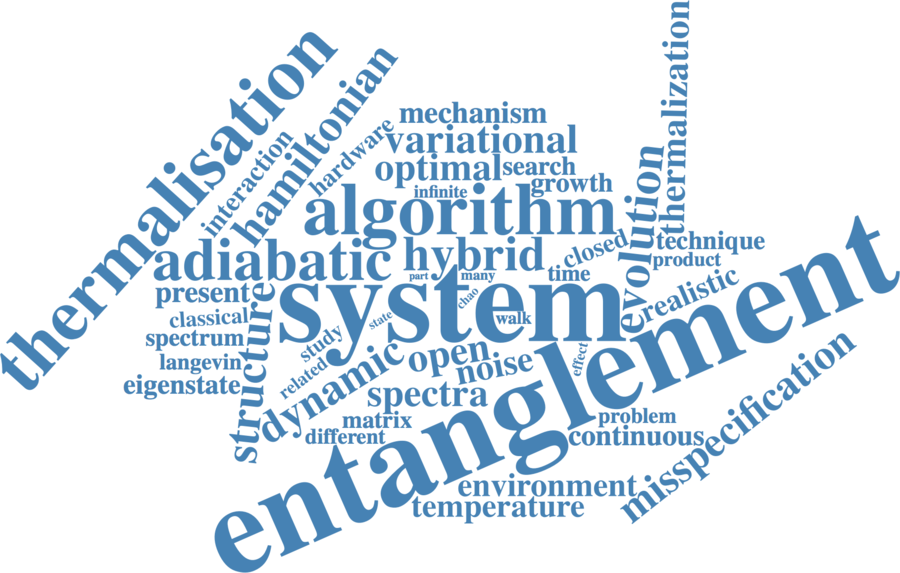 thermalisation
interaction
hamiltonian
hardware
mechanism
variational
optimal
search
infinite
growth
algorithm
thermalization
evolution
adiabatic
hybrid
closed
technique
product
part
many
time
present
system
chao
walk
state
realistic
classical
structure
spectrum
study
langevin
related
eigenstate
dynamic
open
noise
effect
entanglement
spectra
matrix
different
problem
continuous
misspecification
environment
temperature